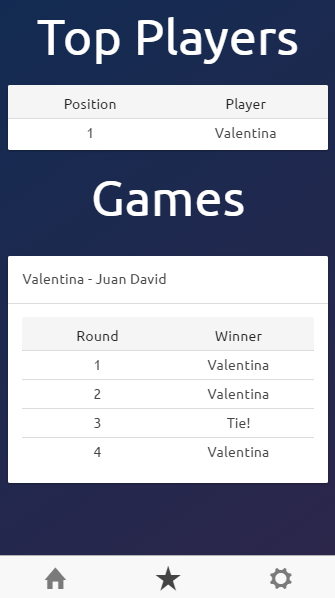 Top Players
Position Player
1 Valentina
Games
Valentina - Juan David
Round Winner
1 Valentina
2 Valentina
3 Tie!
4 Valentina